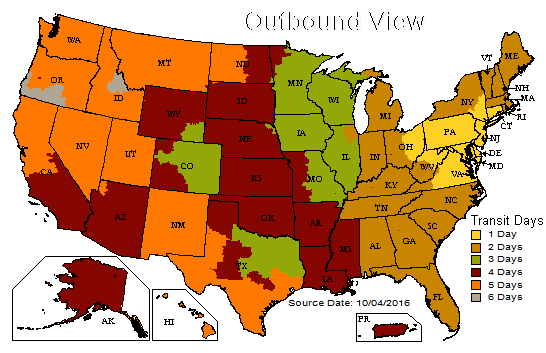 Outbound View
WA
MT
ND
OR
ID
MN
WI
SD
WY
VT
ME
NH
MA
NY
MI
RI
CT
PA
NJ
DE
MD
NV
UT
CA
CO
NE
IA
IL
IN
OH
WV
VA
KS
MO
KY
NC
TN
SC
AZ
NM
OK
AR
TX
LA
MS
AL
GA
FL
AK
HI
PR
Transit Days
1 Day
2 Days
3 Days
4 Days
5 Days
6 Days
Source Date: 10/04/2016